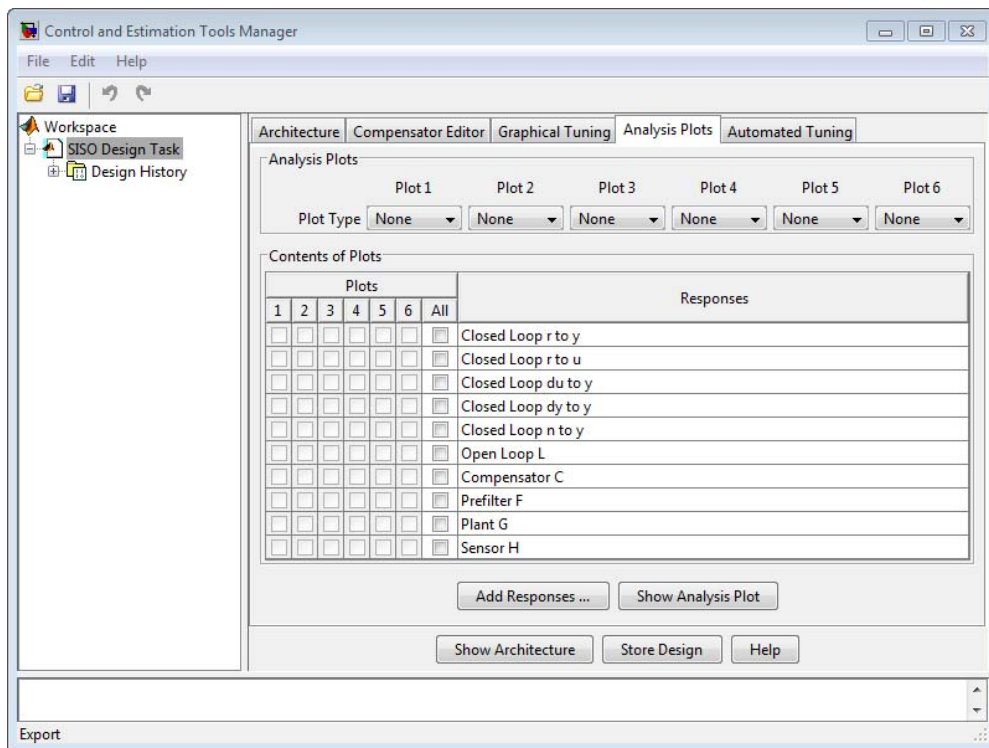 Control and Estimation Tools Manager
File Edit Help
Workspace
SISO Design Task
Design History
Architecture Compensator Editor Graphical Tuning Analysis Plots Automated Tuning
Analysis Plots
Plot 1 Plot 2 Plot 3 Plot 4 Plot 5 Plot 6
Plot Type None None None None None None
Contents of Plots
Plots
Responses
1 2 3 4 5 6 All
Closed Loop r to y
Closed Loop r to u
Closed Loop du to y
Closed Loop dy to y
Closed Loop n to y
Open Loop L
Compensator C
Prefilter F
Plant G
Sensor H
Add Responses ... Show Analysis Plot
Show Architecture Store Design Help
Export